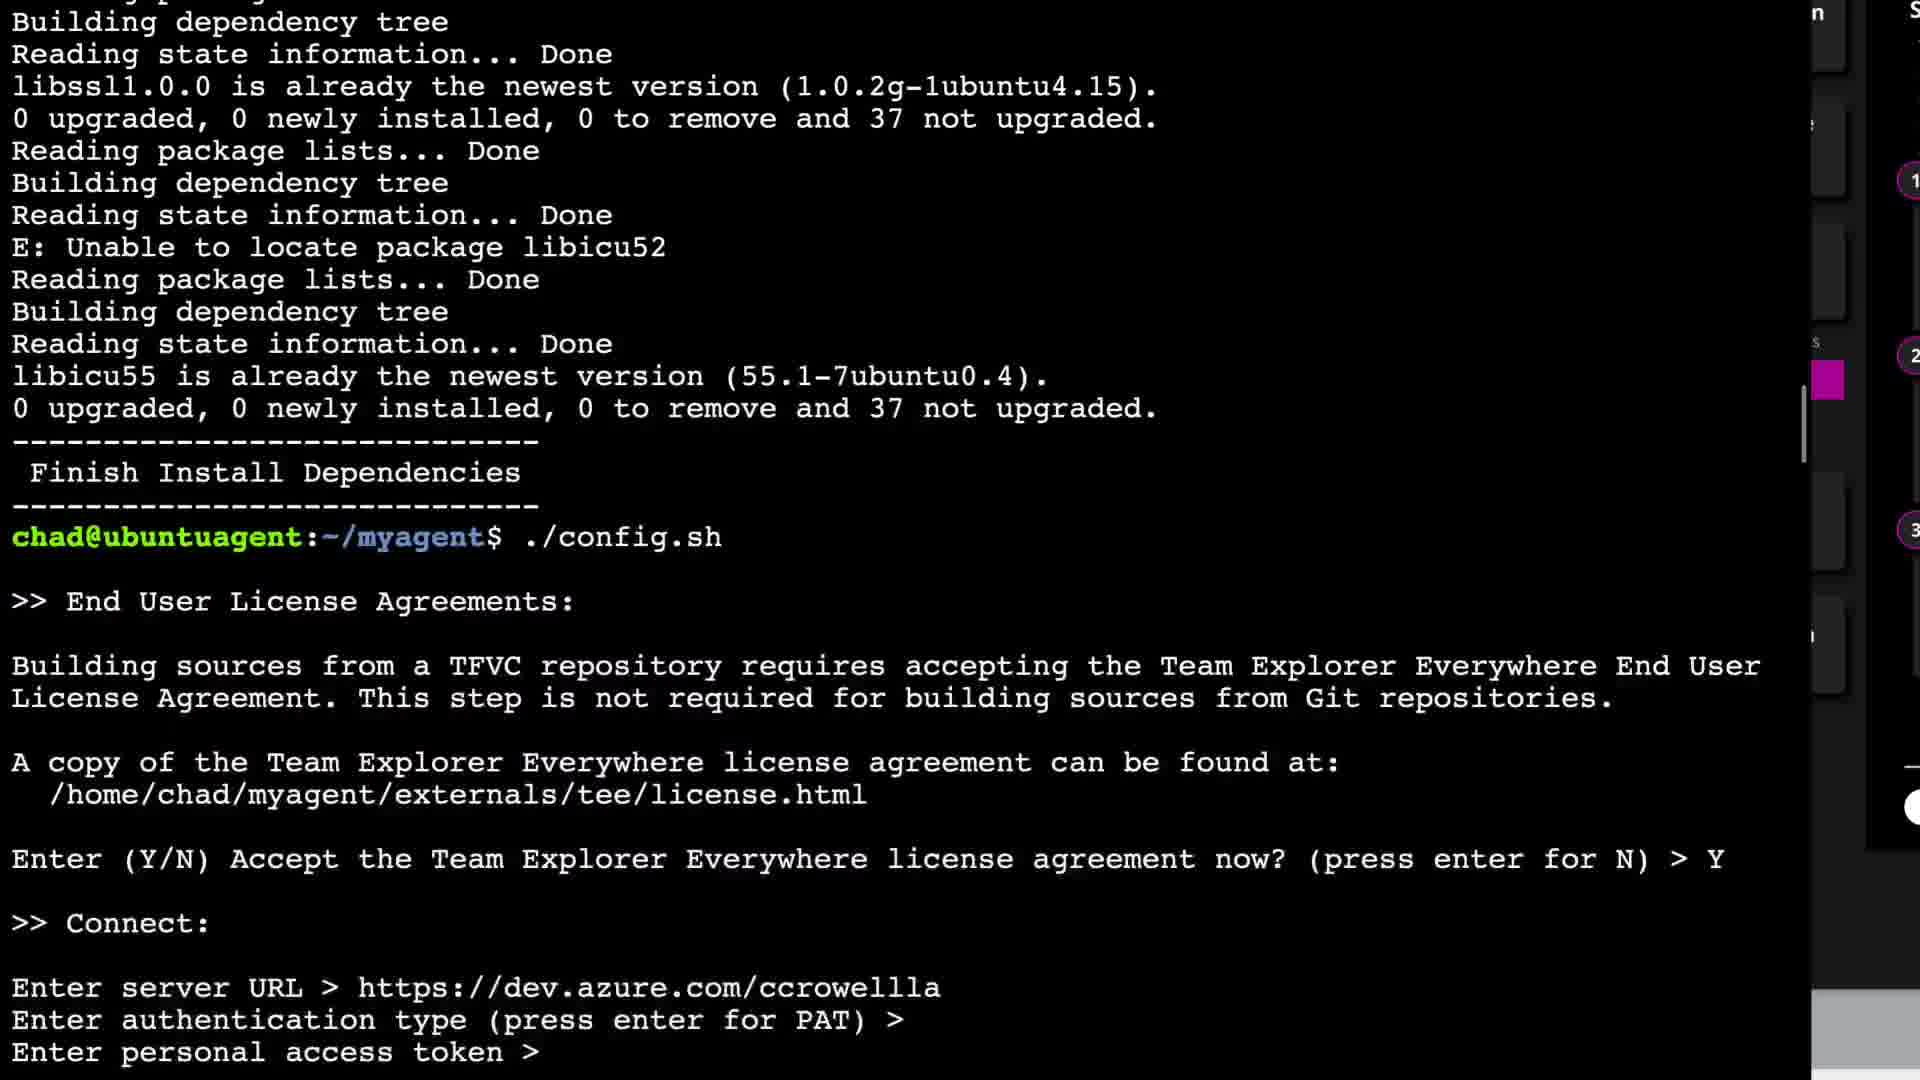 Building dependency tree
Reading state information... Done
libssl1.0.0 is already the newest version (1.0.2g-1ubuntu4.15).
0 upgraded, 0 newly installed, 0 to remove and 37 not upgraded.
Reading package lists... Done
Building dependency tree
Reading state information... Done
E: Unable to locate package libicu52
Reading package lists... Done
Building dependency tree
Reading state information... Done
libicu55 is already the newest version (55.1-7ubuntu0.4).
0 upgraded, 0 newly installed, 0 to remove and 37 not upgraded.
-----------------------------
 Finish Install Dependencies
-----------------------------
chad@ubuntuagent:~/myagent$ ./config.sh
>> End User License Agreements:
Building sources from a TFVC repository requires accepting the Team Explorer Everywhere End User
License Agreement. This step is not required for building sources from Git repositories.
A copy of the Team Explorer Everywhere license agreement can be found at:
  /home/chad/myagent/externals/tee/license.html
Enter (Y/N) Accept the Team Explorer Everywhere license agreement now? (press enter for N) > Y
>> Connect:
Enter server URL > https://dev.azure.com/ccrowellla
Enter authentication type (press enter for PAT) >
Enter personal access token >
n
s
1
2
3